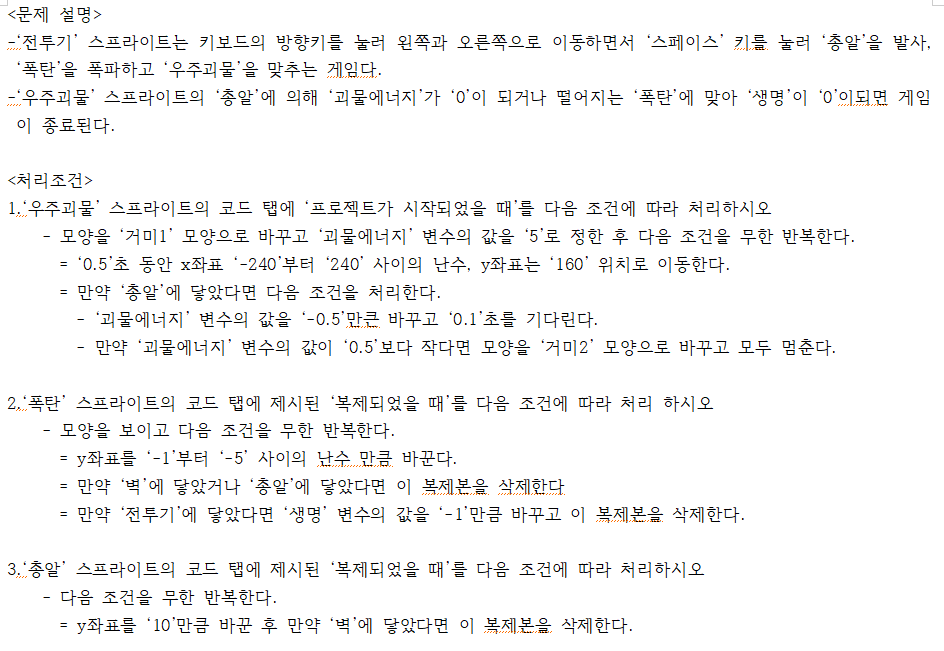 <문제 설명>
-‘전투기’ 스프라이트는 키보드의 방향키를 눌러 왼쪽과 오른쪽으로 이동하면서 ‘스페이스’ 키를 눌러 ‘총알’을 발사,
‘폭탄’을 폭파하고 ‘우주괴물’을 맞추는 게임다.
-‘우주괴물’ 스프라이트의 ‘총알’에 의해 ‘괴물에너지’가 ‘0’이 되거나 떨어지는 ‘폭탄’에 맞아 ‘생명’이 ‘0’이되면 게임
이 종료된다.
<처리조건>
1.‘우주괴물’ 스프라이트의 코드 탭에 ‘프로젝트가 시작되었을 때’를 다음 조건에 따라 처리하시오
- 모양을 ‘거미1’ 모양으로 바꾸고 ‘괴물에너지’ 변수의 값을 ‘5’로 정한 후 다음 조건을 무한 반복한다.
= ‘0.5’초 동안 x좌표 ‘-240’부터 ‘240’ 사이의 난수, y좌표는 ‘160’ 위치로 이동한다.
= 만약 ‘총알’에 닿았다면 다음 조건을 처리한다.
- ‘괴물에너지’ 변수의 값을 ‘-0.5’만큼 바꾸고 ‘0.1’초를 기다린다.
- 만약 ‘괴물에너지’ 변수의 값이 ‘0.5’보다 작다면 모양을 ‘거미2’ 모양으로 바꾸고 모두 멈춘다.
2.‘폭탄’ 스프라이트의 코드 탭에 제시된 ‘복제되었을 때’를 다음 조건에 따라 처리 하시오
- 모양을 보이고 다음 조건을 무한 반복한다.
= y좌표를 ‘-1’부터 ‘-5’ 사이의 난수 만큼 바꾼다.
= 만약 ‘벽’에 닿았거나 ‘총알’에 닿았다면 이 복제본을 삭제한다
= 만약 ‘전투기’에 닿았다면 ‘생명’ 변수의 값을 ‘-1’만큼 바꾸고 이 복제본을 삭제한다.
3.‘총알’ 스프라이트의 코드 탭에 제시된 ‘복제되었을 때’를 다음 조건에 따라 처리하시오
- 다음 조건을 무한 반복한다.
= y좌표를 ‘10’만큼 바꾼 후 만약 ‘벽’에 닿았다면 이 복제본을 삭제한다.